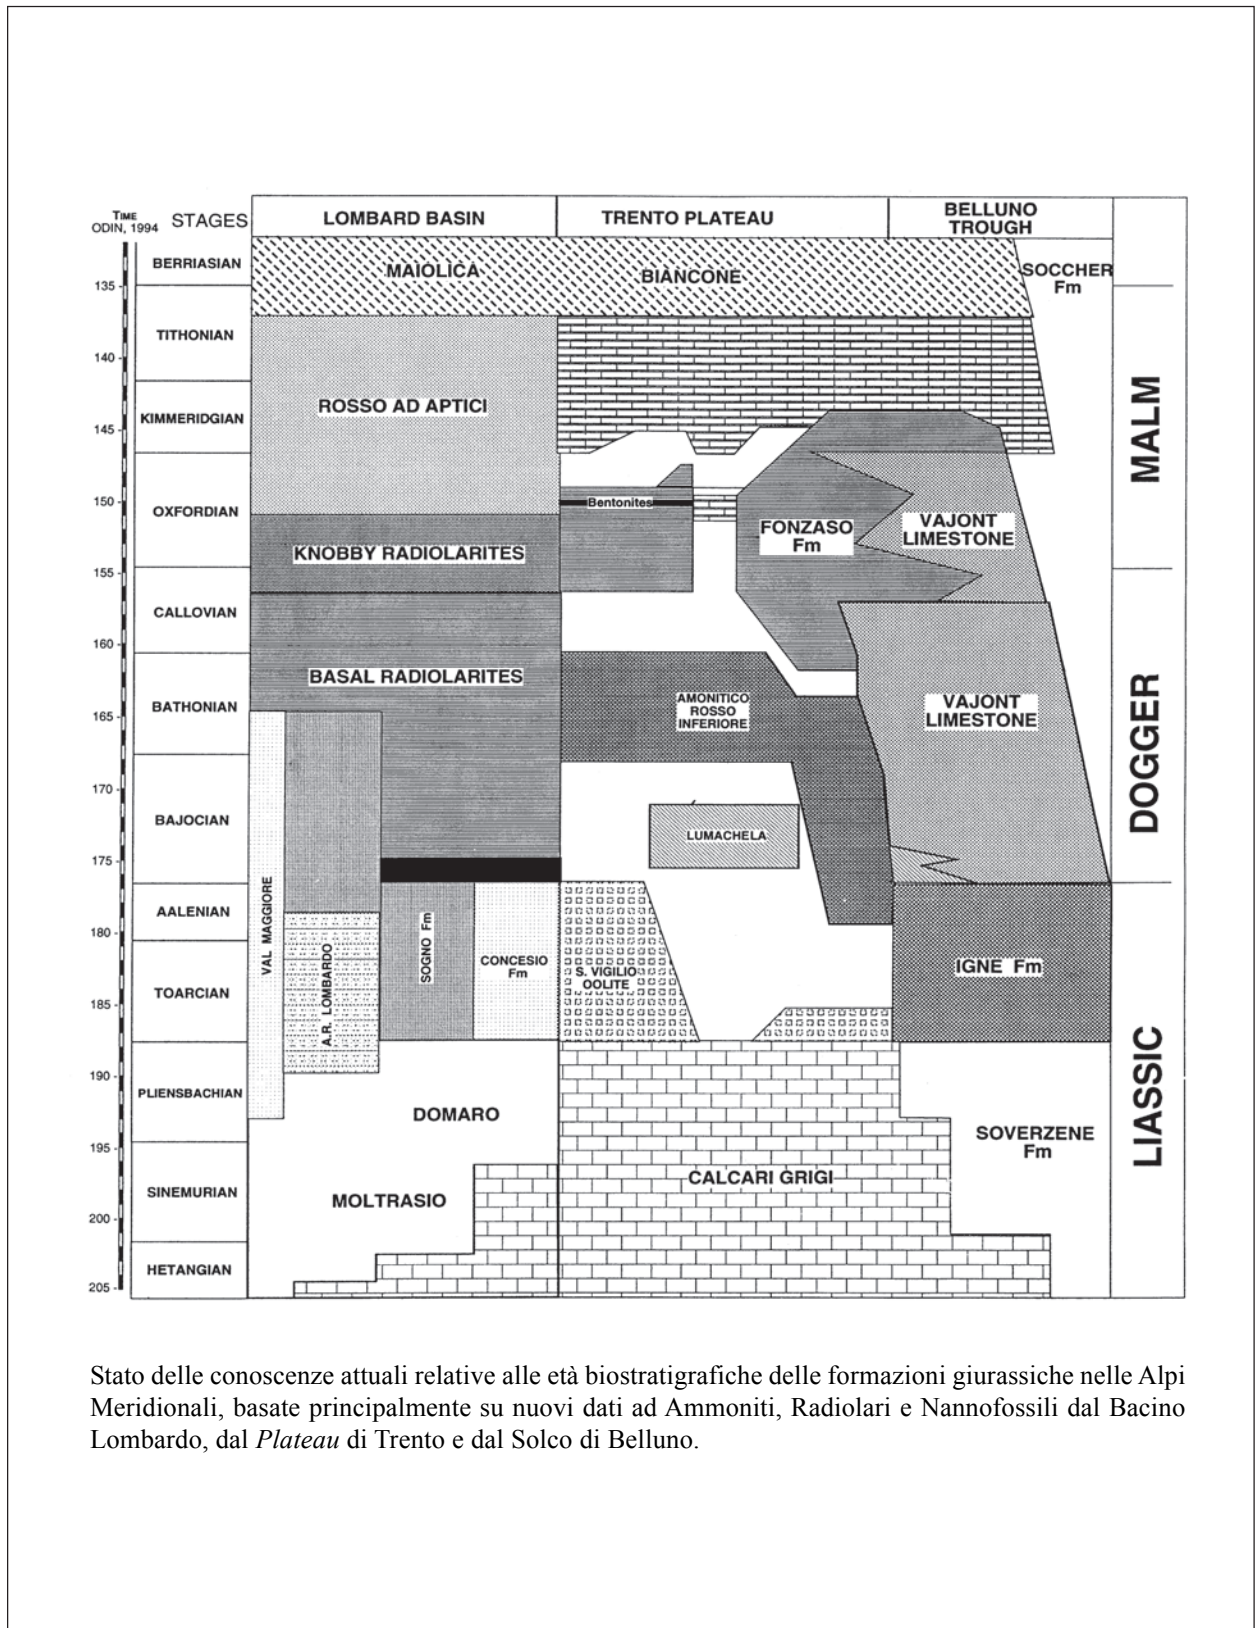 TIME
ODIN, 1994
STAGES
LOMBARD BASIN
TRENTO PLATEAU
BELLUNO
TROUGH
BERRIASIAN
MAIOLICA
BIANCONE
SOCCHER
Fm
135
TITHONIAN
140
KIMMERIDGIAN
ROSSO AD APTICI
MALM
145
OXFORDIAN
150
Bentonites
KNOBBY RADIOLARITES
FONZASO
Fm
VAJONT
LIMESTONE
155
CALLOVIAN
160
BASAL RADIOLARITES
BATHONIAN
165
AMONITICO
ROSSO
INFERIORE
VAJONT
LIMESTONE
DOGGER
170
BAJOCIAN
LUMACHELA
175
AALENIAN
180
VAL MAGGIORE
A.R. LOMBARDO
SOGNO Fm
CONCESIO
Fm
S. VIGILIO
OOLITE
IGNE Fm
TOARCIAN
185
190
PLIENSBACHIAN
DOMARO
SOVERZENE
Fm
LIASSIC
195
SINEMURIAN
MOLTRASIO
CALCARI GRIGI
200
HETANGIAN
205
Stato delle conoscenze attuali relative alle età biostratigrafiche delle formazioni giurassiche nelle Alpi
Meridionali, basate principalmente su nuovi dati ad Ammoniti, Radiolari e Nannofossili dal Bacino
Lombardo, dal Plateau di Trento e dal Solco di Belluno.